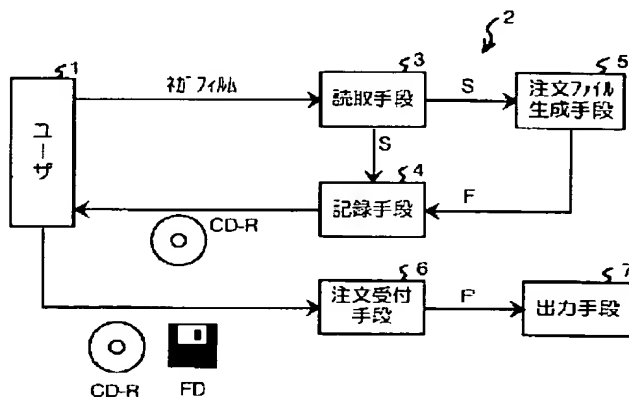 2
1
ユーザ
ネガフィルム
3
読取手段
S
5
注文ファイル
生成手段
S
4
記録手段
F
CD-R
6
注文受付
手段
F
7
出力手段
CD-R
FD